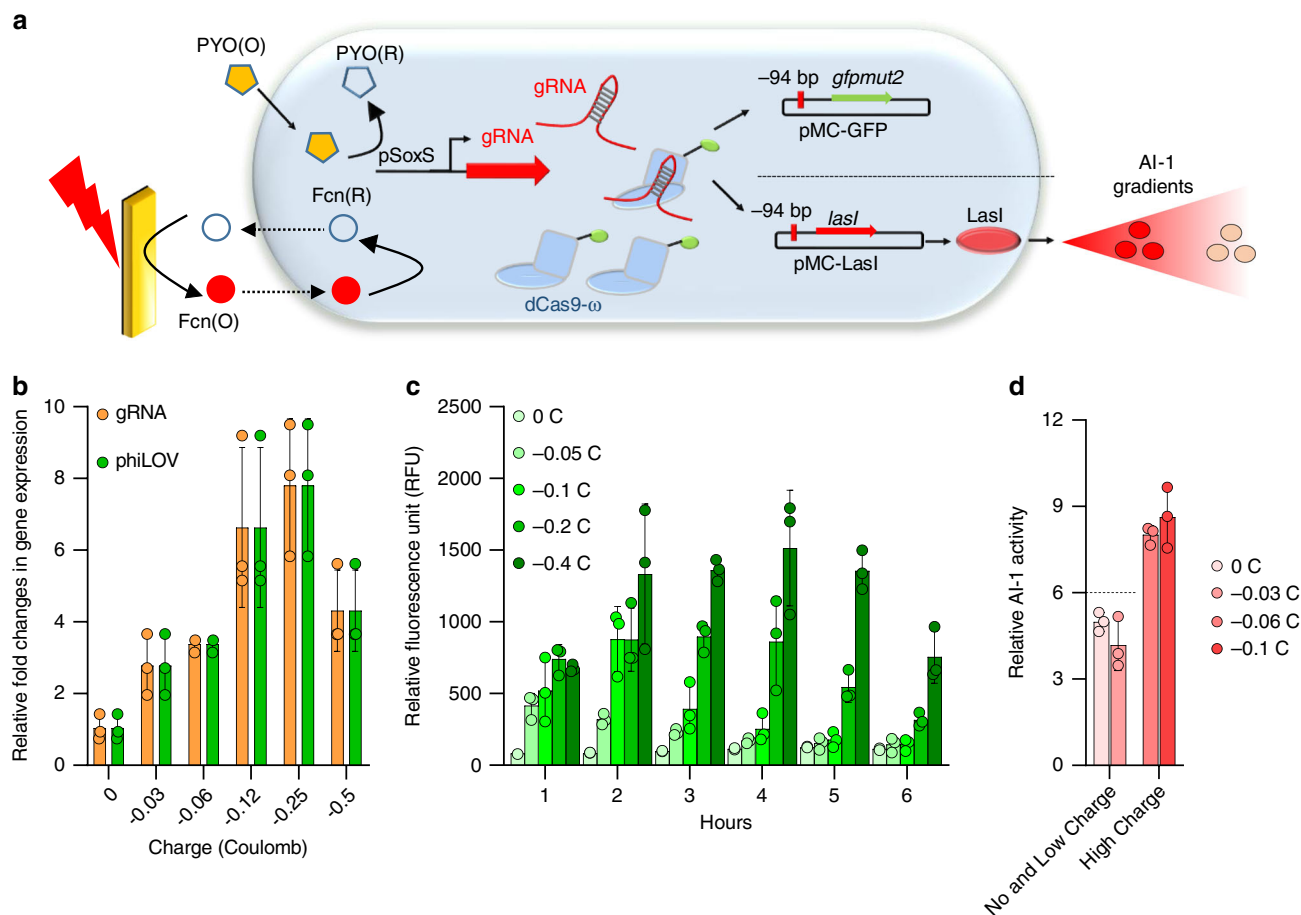 a
PYO(O)
PYO(R)
gRNA
–94 bp
gfpmut2
pMC-GFP
pSoxS
gRNA
Fcn(R)
AI-1
gradients
–94 bp
lasI
LasI
pMC-LasI
Fcn(O)
dCas9-ω
b
Relative fold changes in gene expression
10
8
6
4
2
0
gRNA
phiLOV
0
-0.03
-0.06
-0.12
-0.25
-0.5
Charge (Coulomb)
c
Relative fluorescence unit (RFU)
2500
2000
1500
1000
500
0
0 C
–0.05 C
–0.1 C
–0.2 C
–0.4 C
1 2 3 4 5 6
Hours
d
Relative AI-1 activity
12
9
6
3
0
No and Low Charge
High Charge
0 C
–0.03 C
–0.06 C
–0.1 C